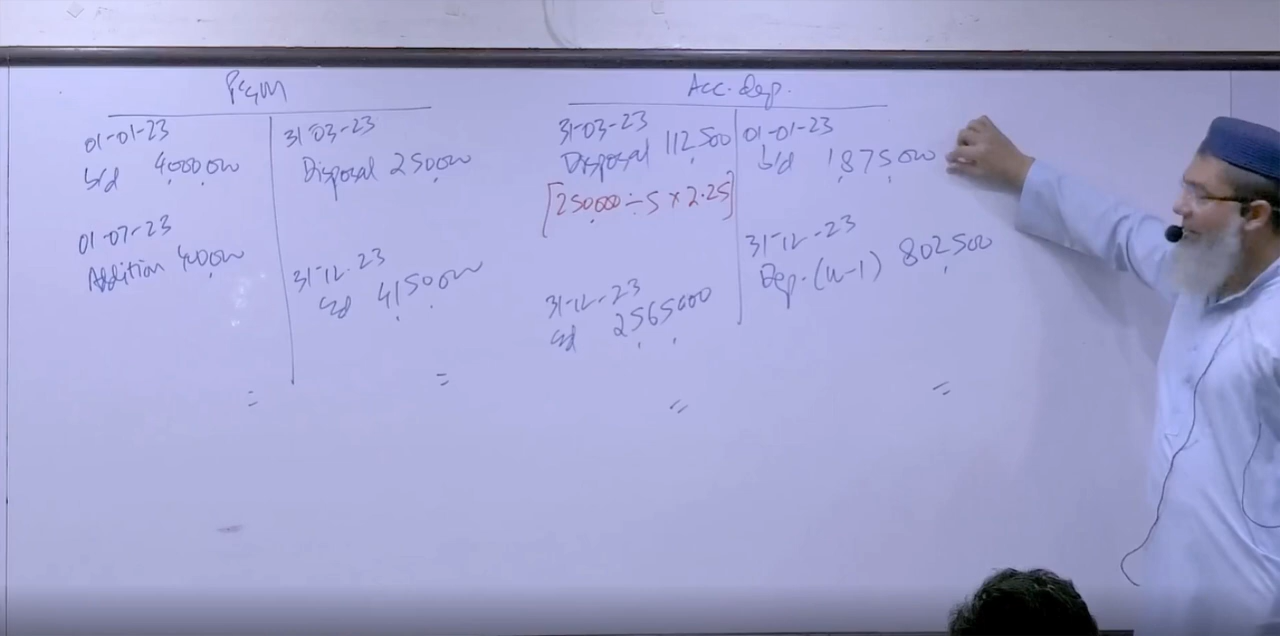 P&M
01-01-23
b/d 4000000
01-07-23
Addition 400000
31-03-23
Disposal 250000
31-12-23
c/d 4150000
=
=
Acc. dep.
31-03-23
Disposal 112,500
[250000 ÷ 5 × 2.25]
31-12-23
c/d 2565000
01-01-23
b/d 1875000
31-12-23
Dep. (W-1) 802500
=
=